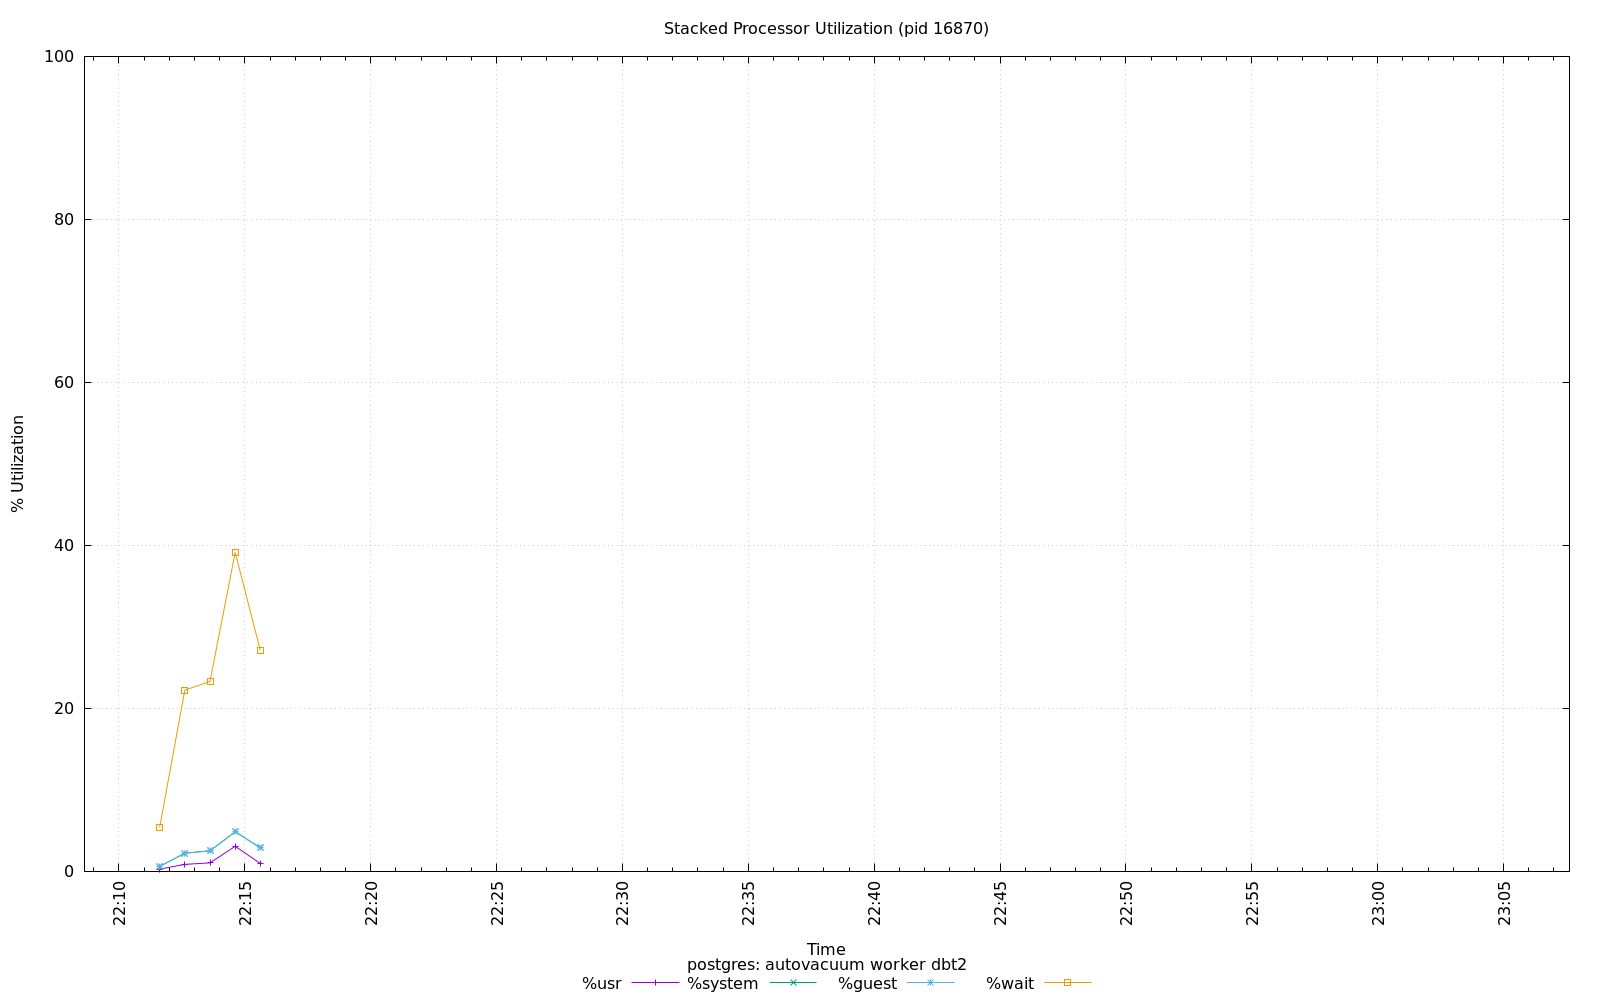 Stacked Processor Utilization (pid 16870)
100
80
60
40
20
0
% Utilization
22:10 22:15 22:20 22:25 22:30 22:35 22:40 22:45 22:50 22:55 23:00 23:05
Time
postgres: autovacuum worker dbt2
%usr %system %guest %wait